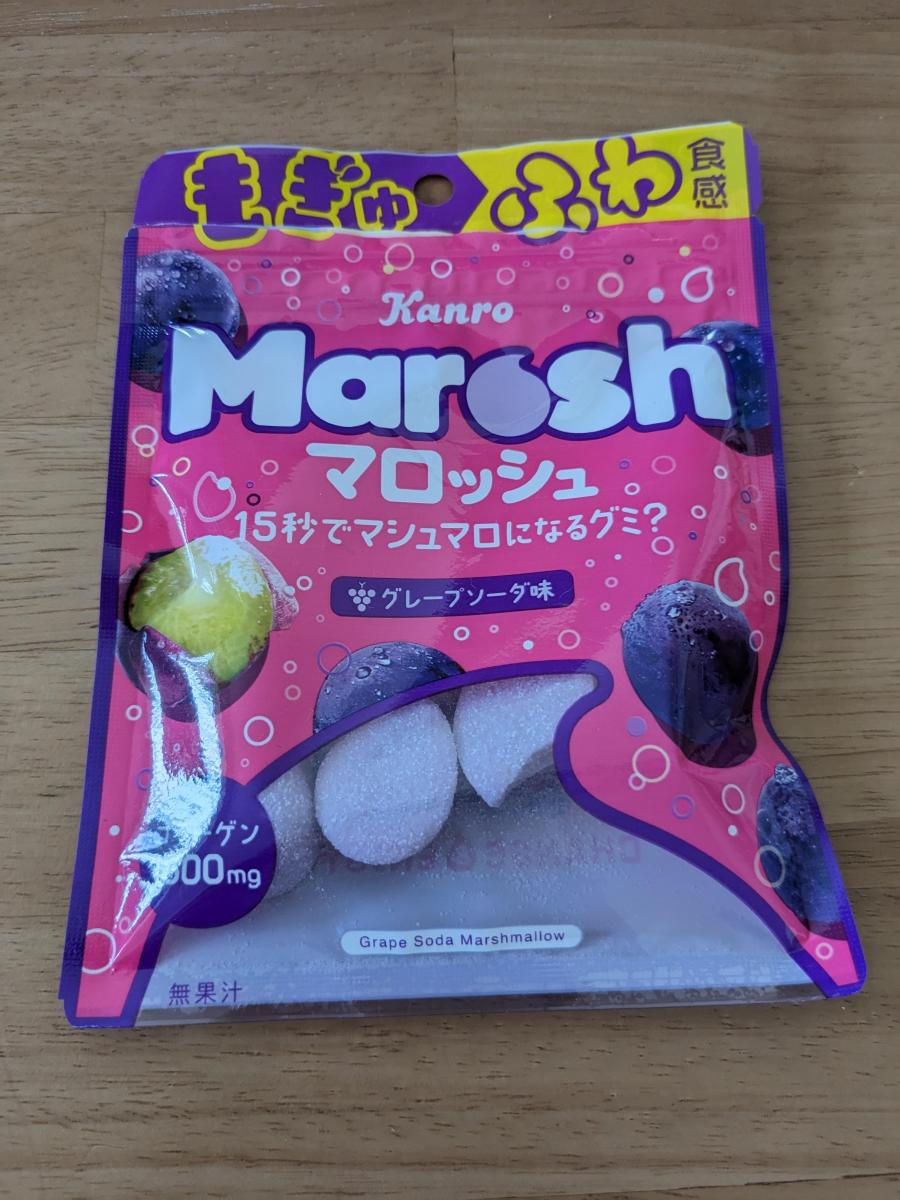 もぎゅ ふわ 食感
Kanro
Marosh
マロッシュ
15秒でマシュマロになるグミ?
グレープソーダ味
ゲン
00mg
Grape Soda Marshmallow
無果汁